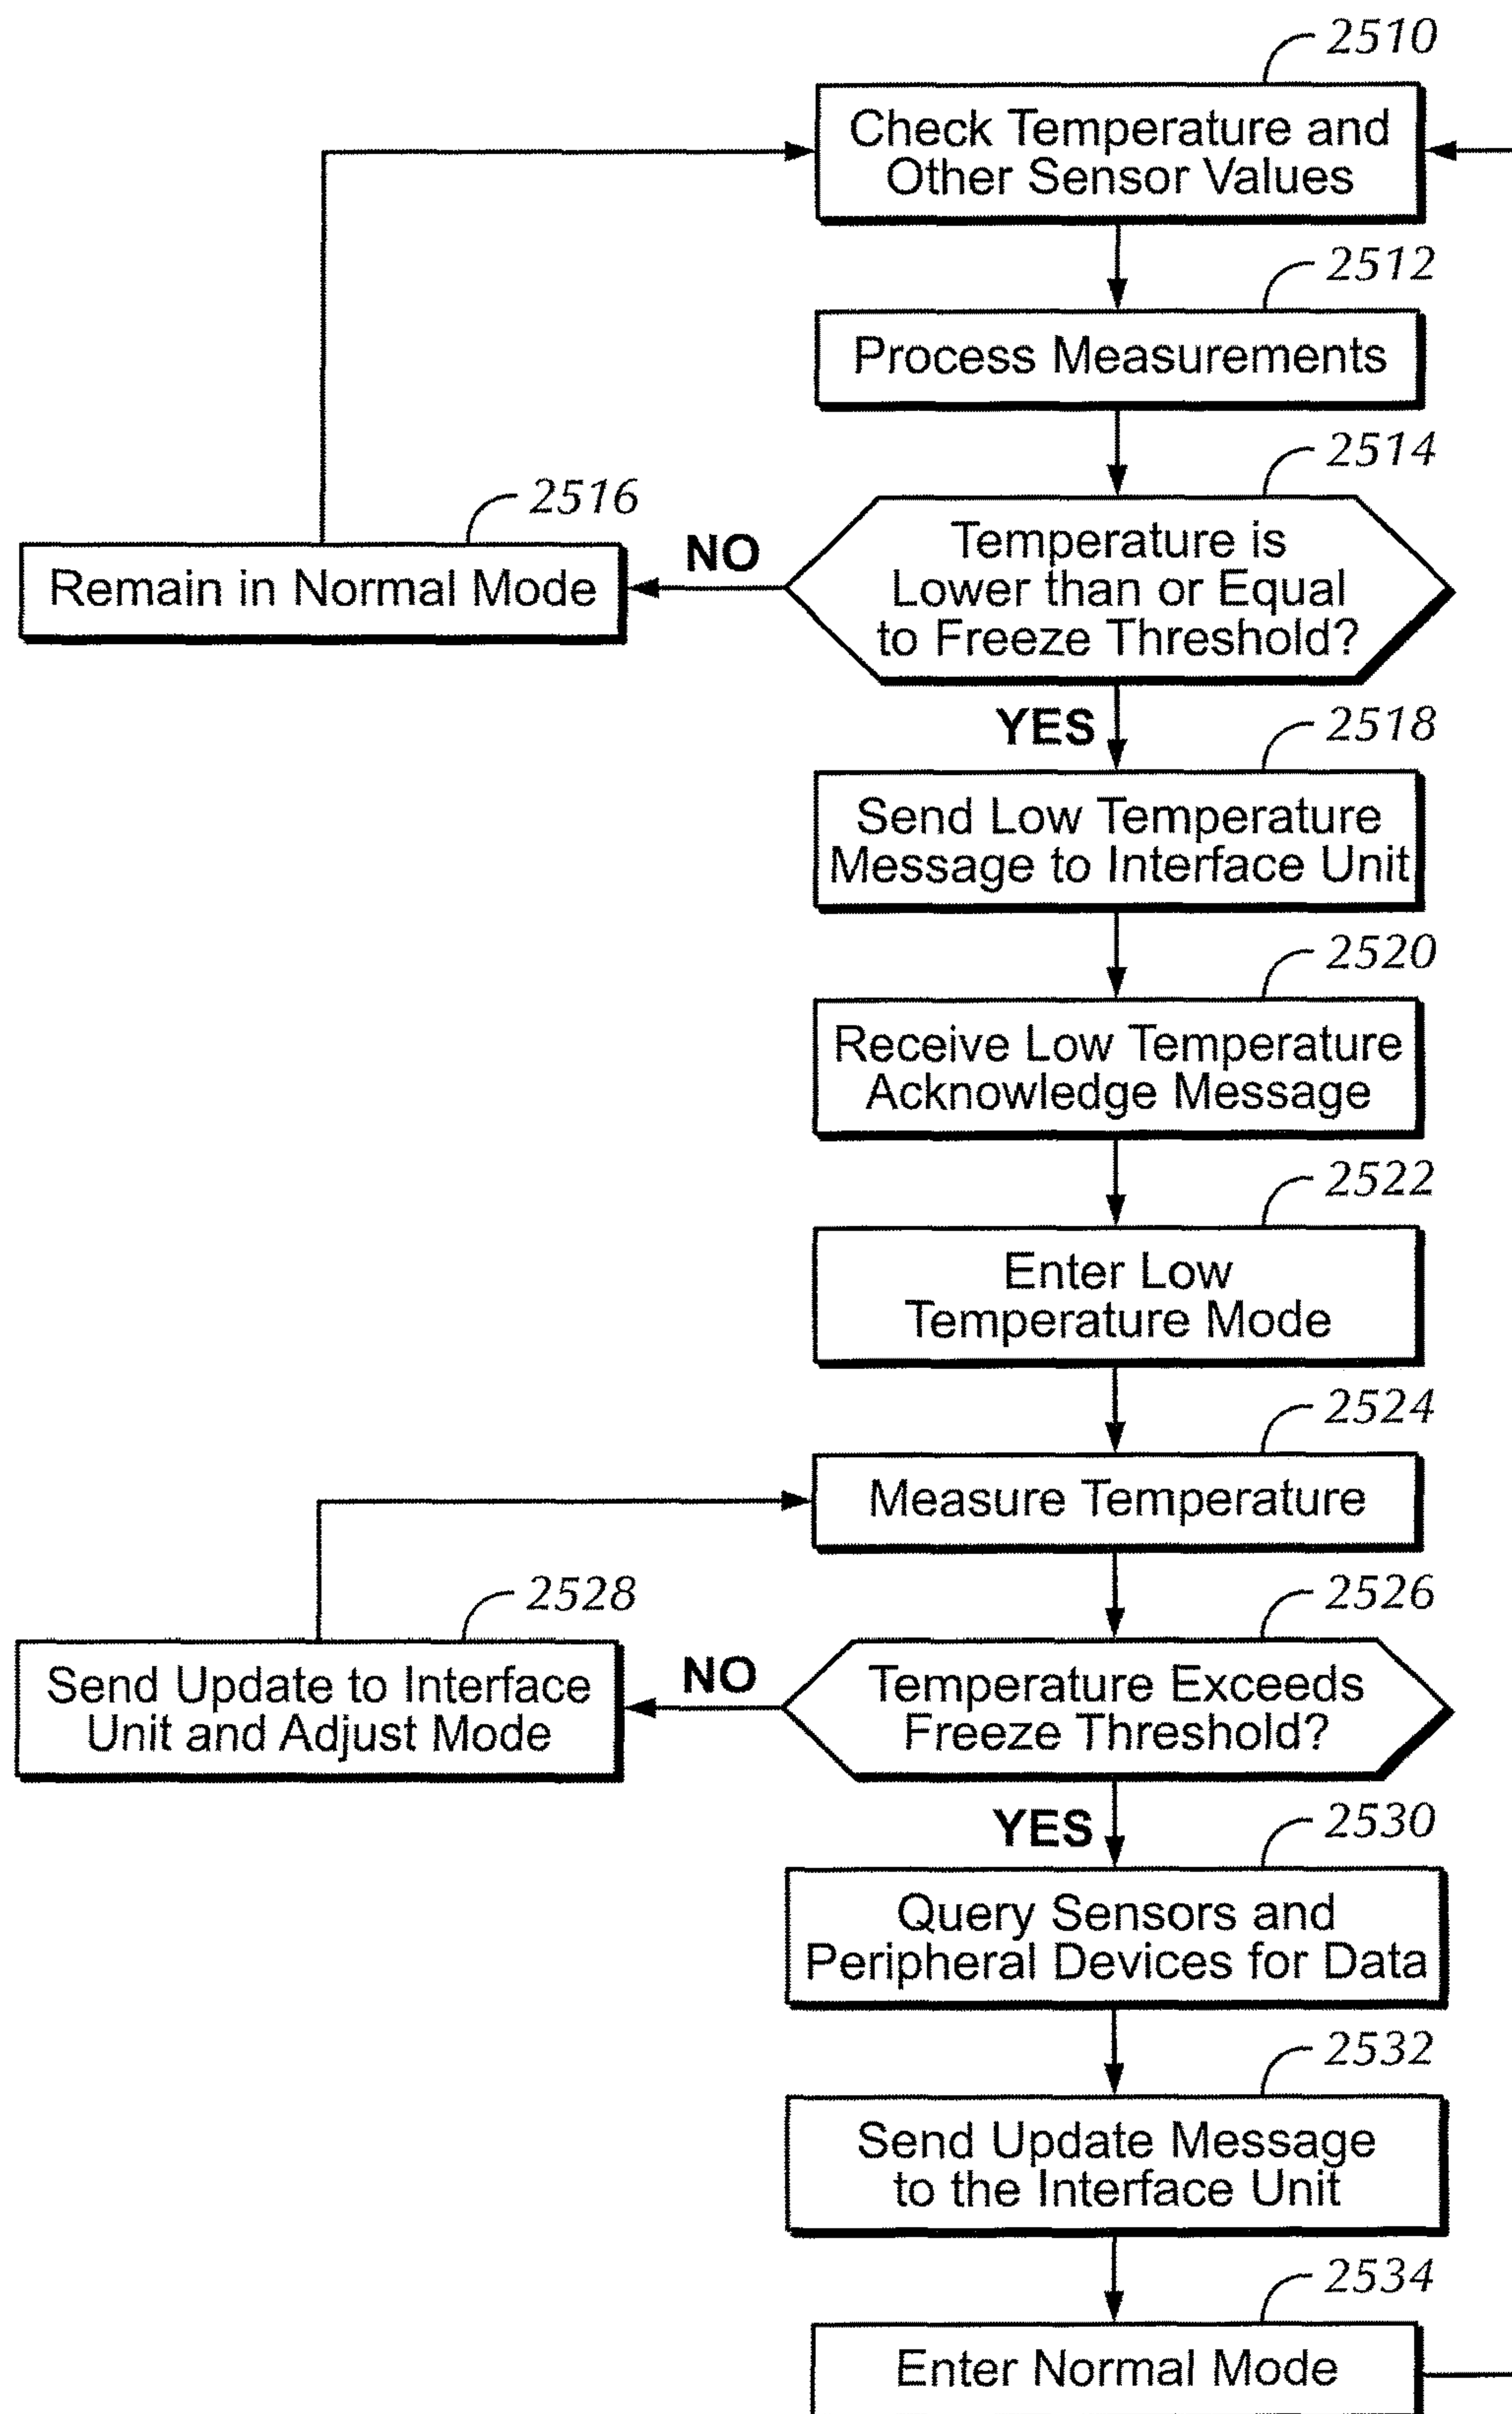 2510
Check Temperature and
Other Sensor Values
2512
Process Measurements
2514
Temperature is
Lower than or Equal
to Freeze Threshold?
NO
2516
Remain in Normal Mode
YES
2518
Send Low Temperature
Message to Interface Unit
2520
Receive Low Temperature
Acknowledge Message
2522
Enter Low
Temperature Mode
2524
Measure Temperature
2526
Temperature Exceeds
Freeze Threshold?
NO
2528
Send Update to Interface
Unit and Adjust Mode
YES
2530
Query Sensors and
Peripheral Devices for Data
2532
Send Update Message
to the Interface Unit
2534
Enter Normal Mode